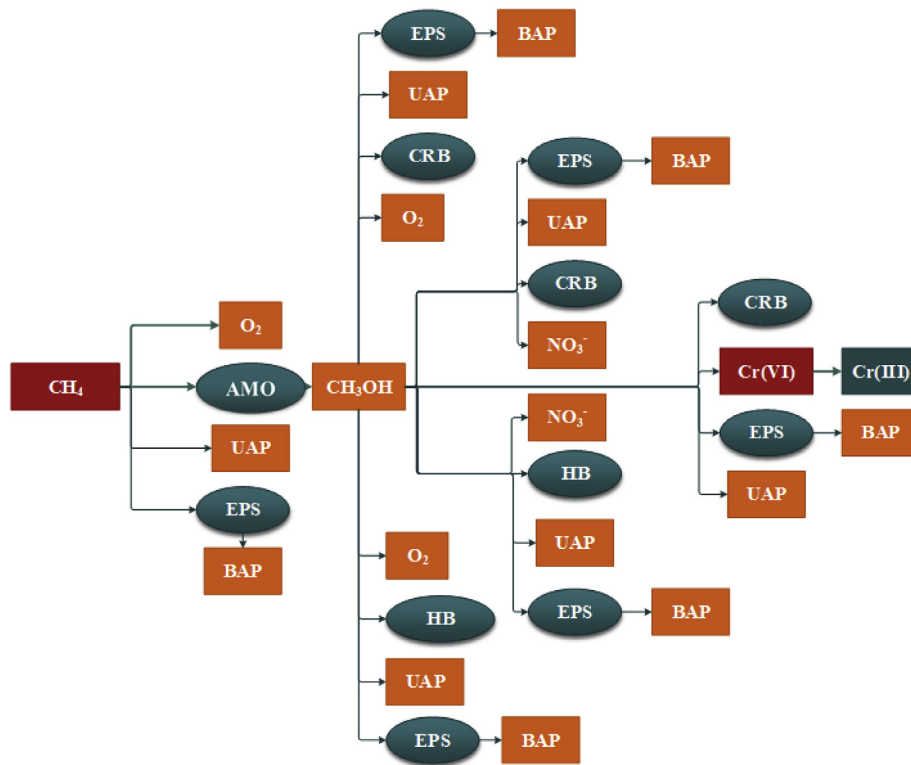 EPS
BAP
UAP
CRB
O₂
EPS
BAP
UAP
CRB
NO₃⁻
CRB
Cr(VI)
Cr(III)
EPS
BAP
UAP
O₂
CH₄
AMO
CH₃OH
UAP
EPS
BAP
NO₃⁻
HB
UAP
EPS
BAP
O₂
HB
UAP
EPS
BAP